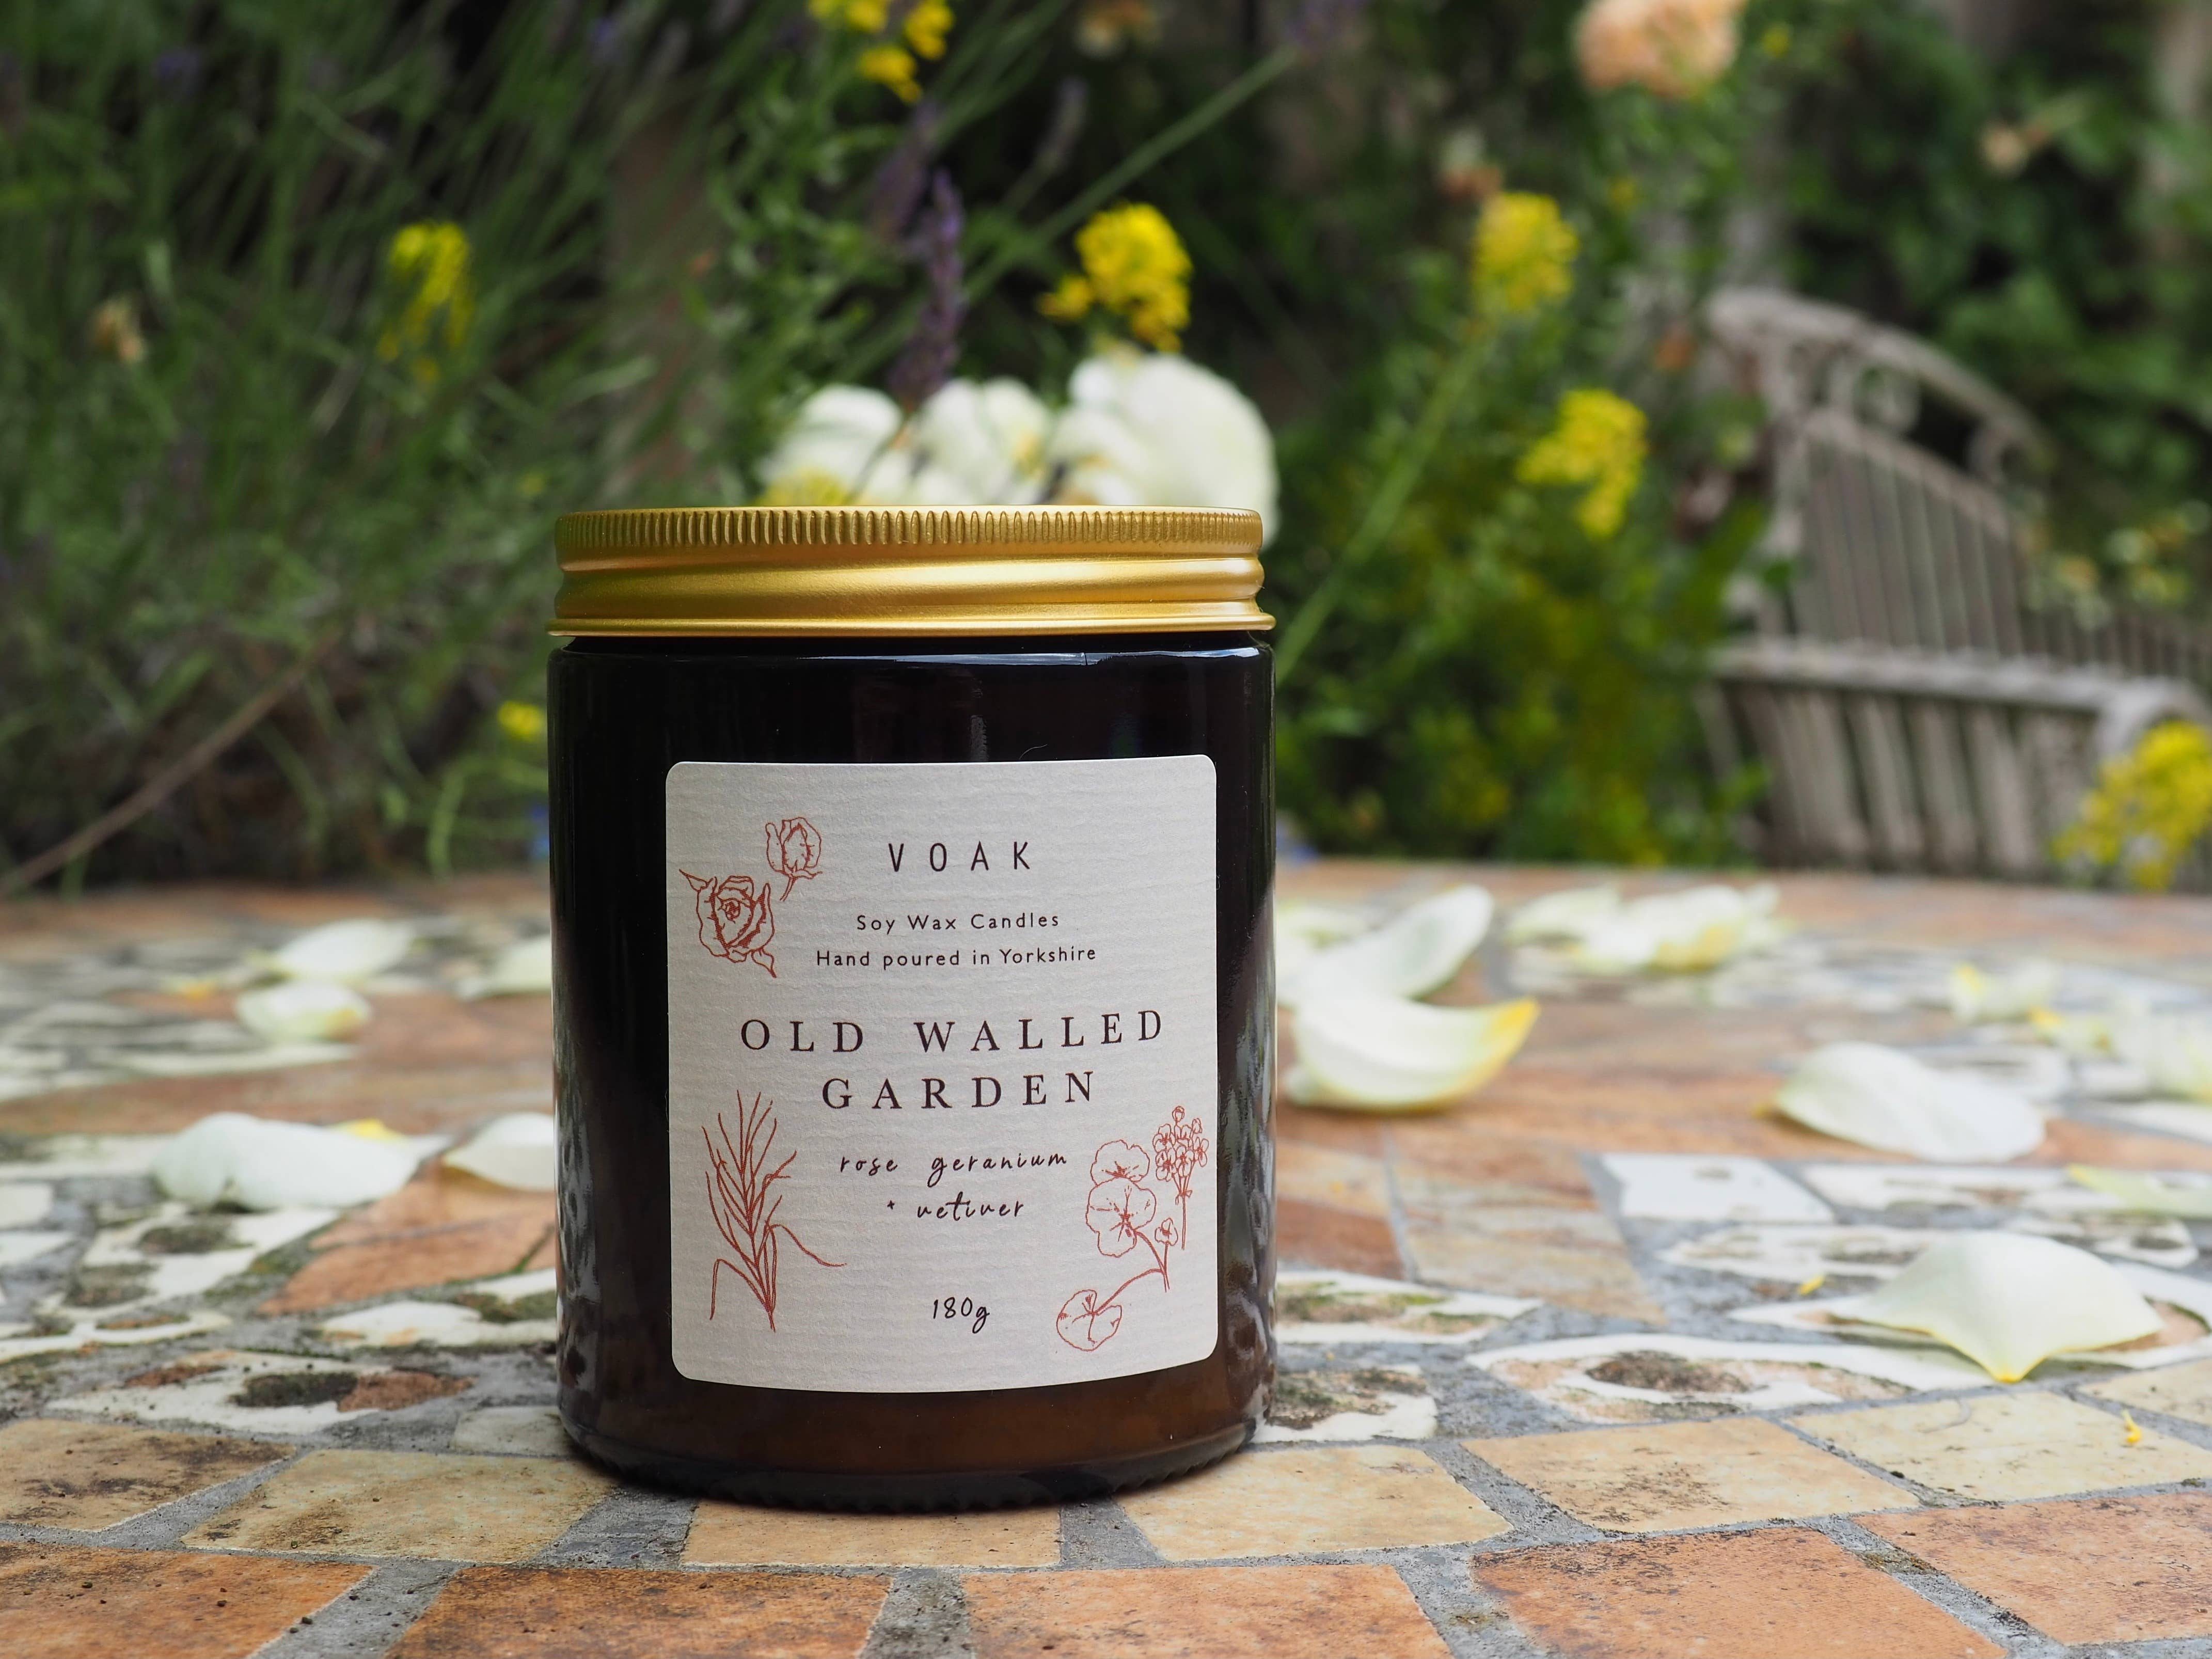 VOAK
Soy Wax Candles
Hand poured in Yorkshire
OLD WALLED
GARDEN
rose geranium
+ vetiver
180g